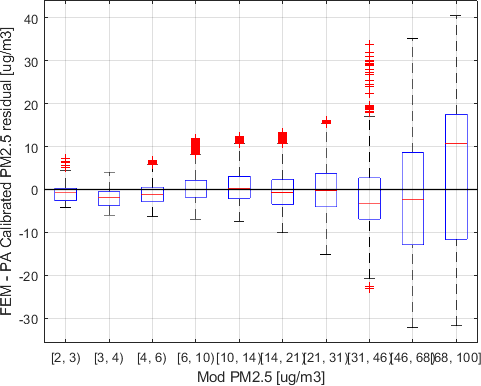 FEM - PA Calibrated PM2.5 residual [ug/m3]
40
30
20
10
0
-10
-20
-30
[2, 3) [3, 4) [4, 6) [6, 10) [10, 14) [14, 21) [21, 31) [31, 46) [46, 68) [68, 100]
Mod PM2.5 [ug/m3]